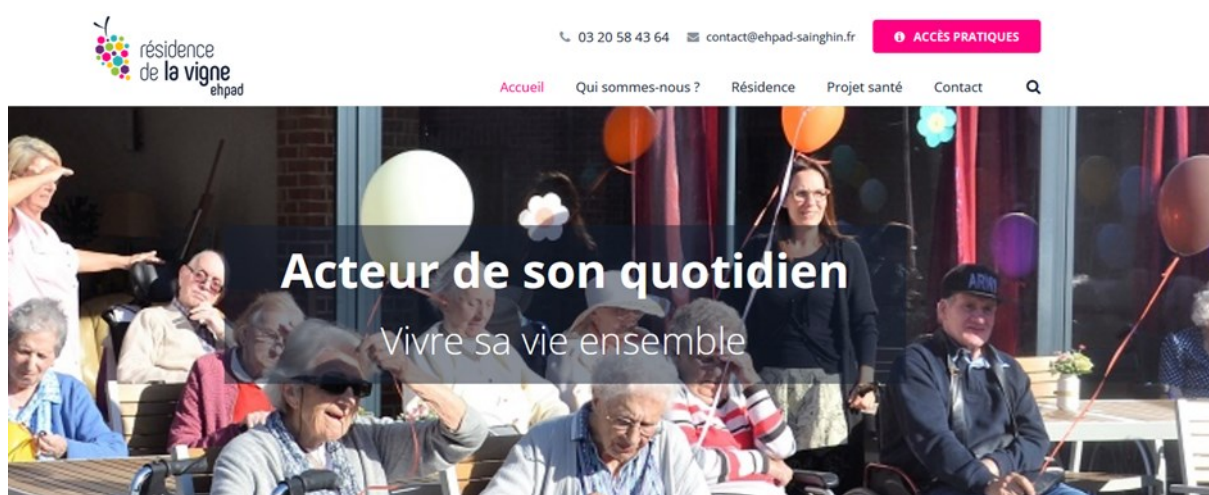 résidence
de la vigne
ehpad
03 20 58 43 64 contact@ehpad-sainghin.fr ACCÈS PRATIQUES
Accueil Qui sommes-nous ? Résidence Projet santé Contact
ARMY
Acteur de son quotidien
Vivre sa vie ensemble